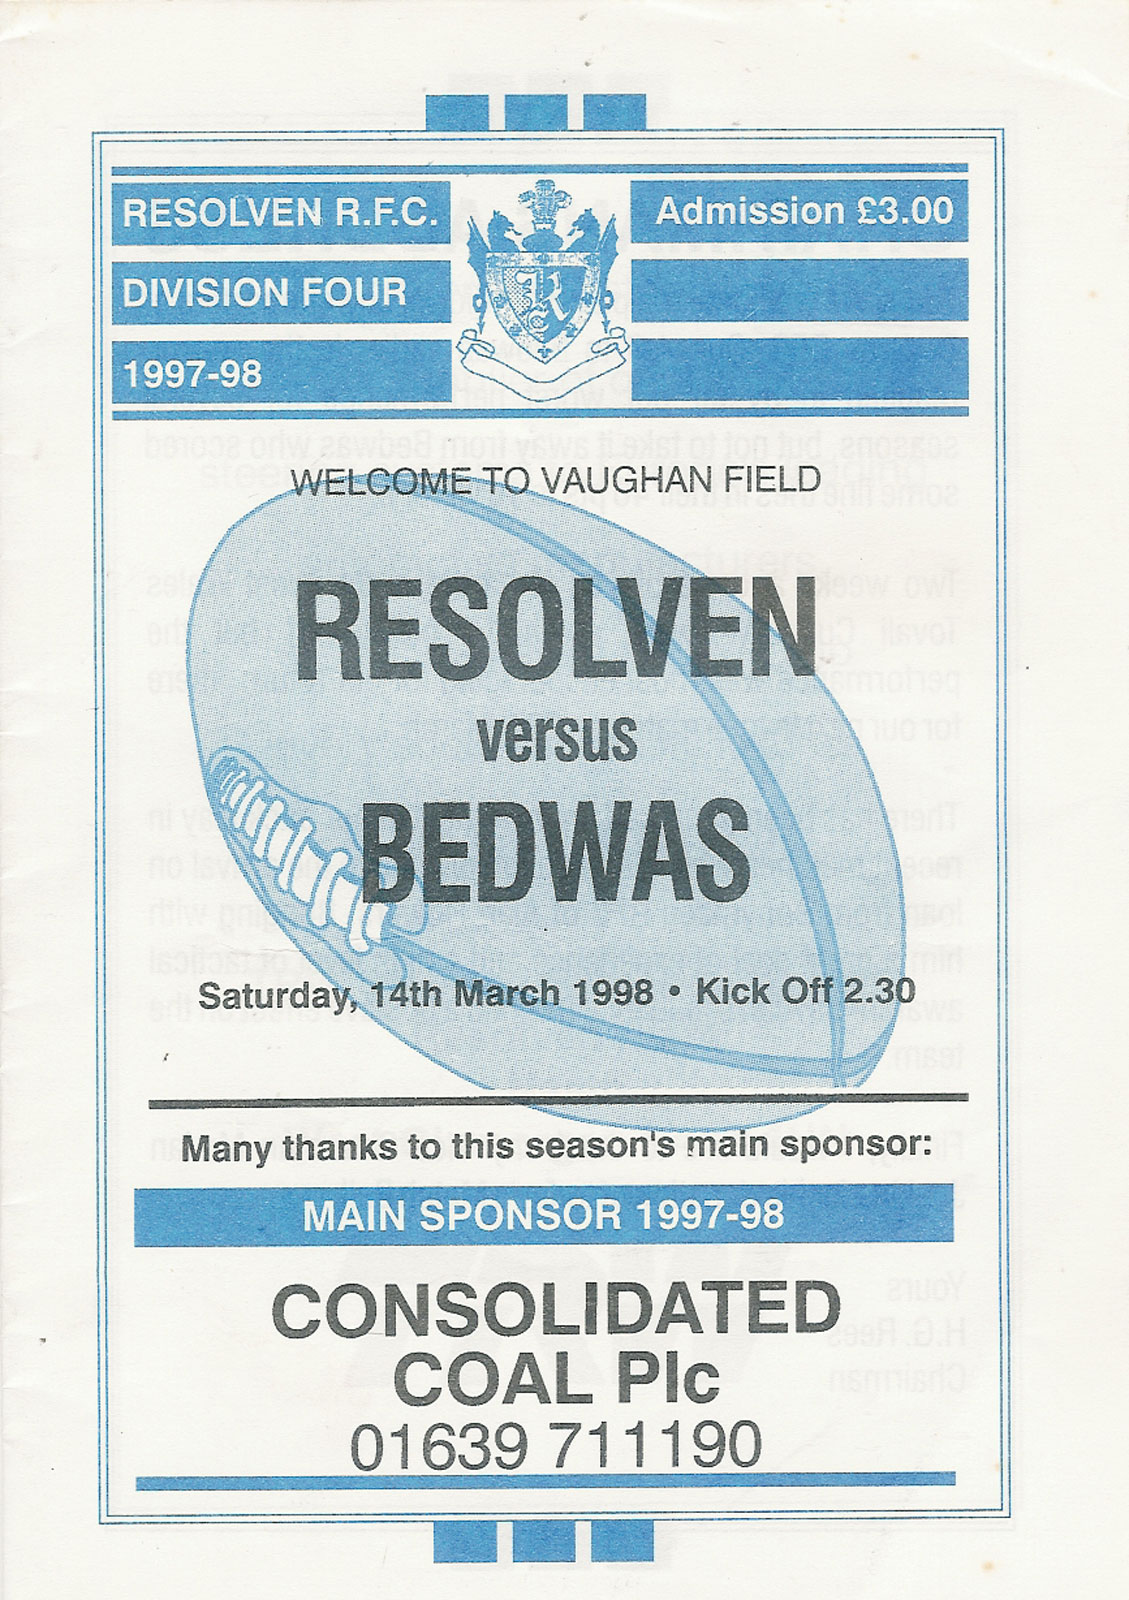 RESOLVEN R.F.C.
Admission £3.00
DIVISION FOUR
1997-98
WELCOME TO VAUGHAN FIELD
RESOLVEN
versus
BEDWAS
Saturday, 14th March 1998 • Kick Off 2.30
Many thanks to this season's main sponsor:
MAIN SPONSOR 1997-98
CONSOLIDATED
COAL Plc
01639 711190